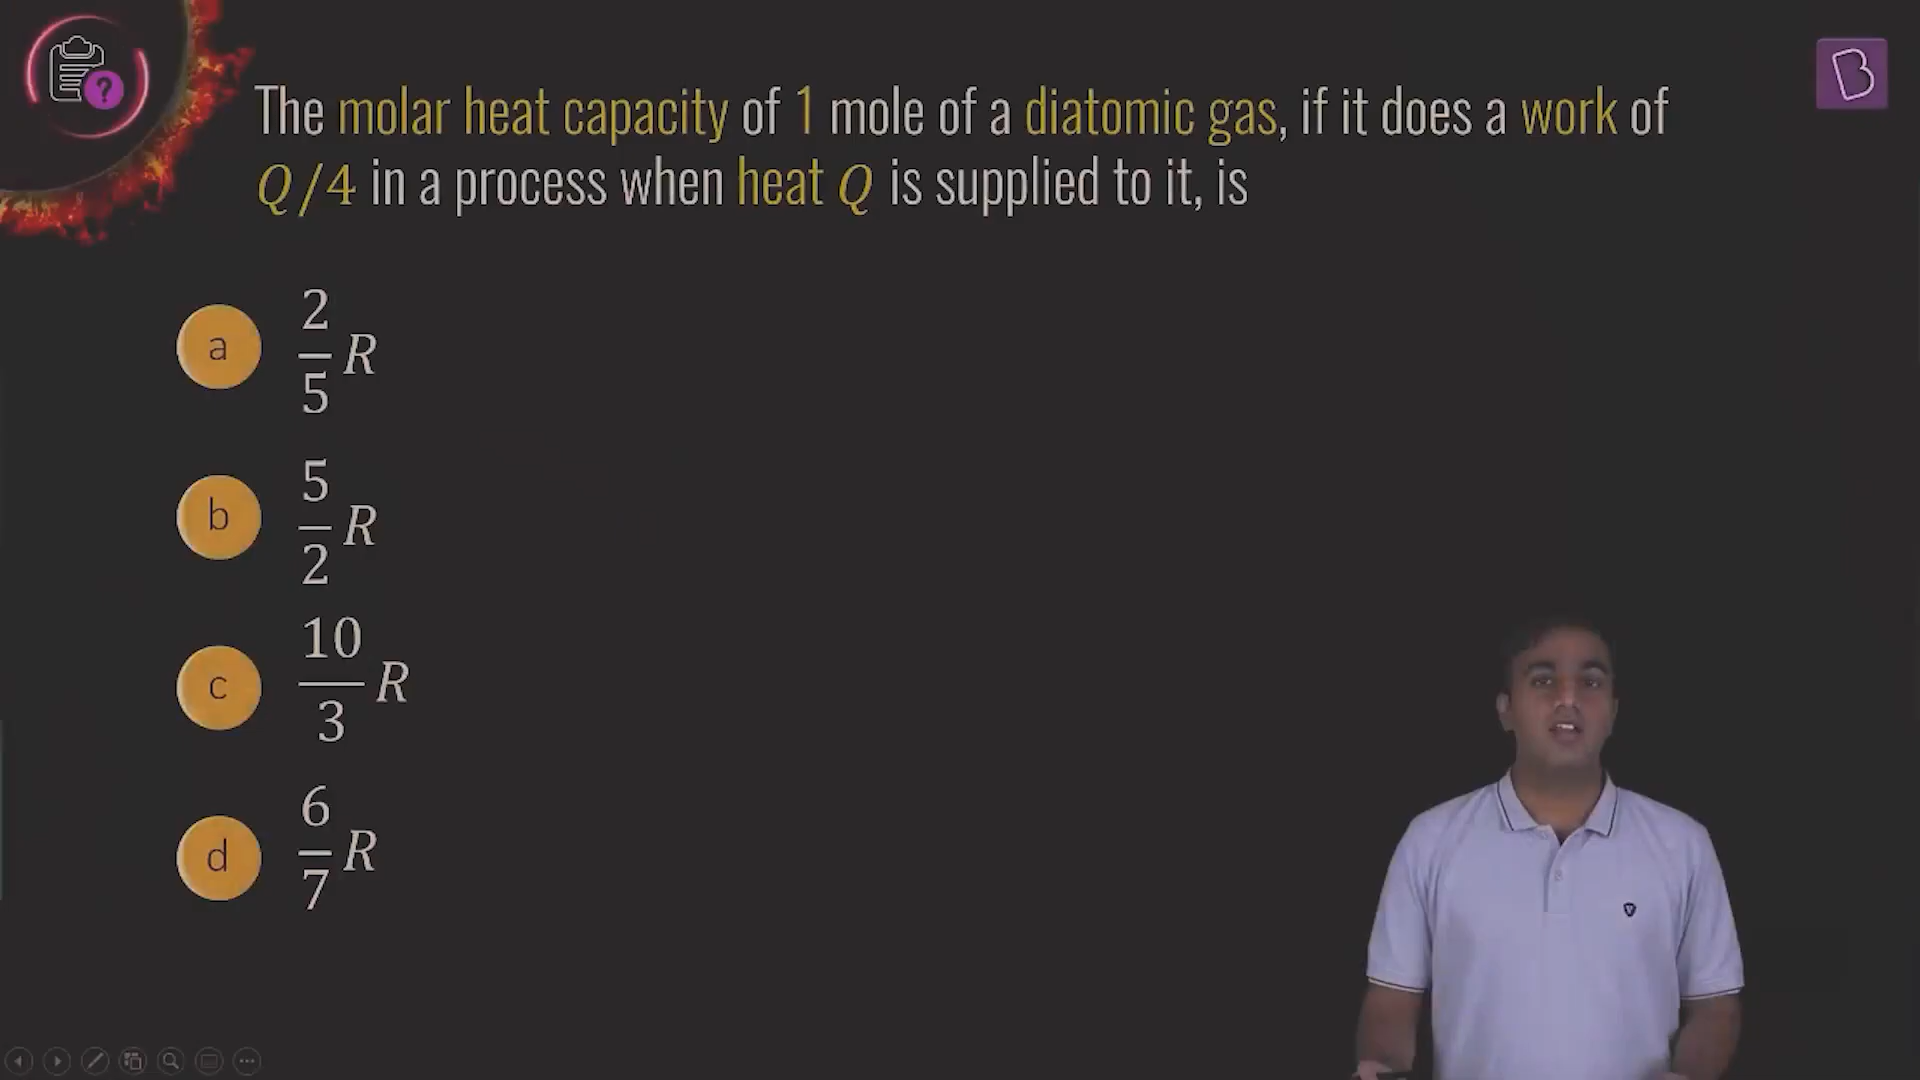 The molar heat capacity of 1 mole of a diatomic gas, if it does a work of
Q/4 in a process when heat Q is supplied to it, is
a 2/5 R
b 5/2 R
c 10/3 R
d 6/7 R